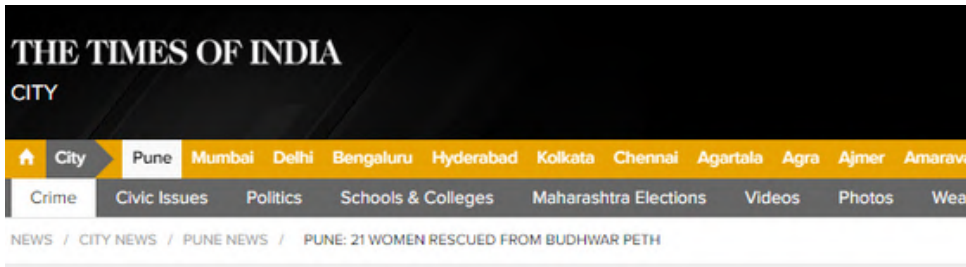 THE TIMES OF INDIA
CITY
City Pune Mumbai Delhi Bengaluru Hyderabad Kolkata Chennai Agartala Agra Ajmer Amarava
Crime Civic Issues Politics Schools & Colleges Maharashtra Elections Videos Photos Wea
NEWS / CITY NEWS / PUNE NEWS / PUNE: 21 WOMEN RESCUED FROM BUDHWAR PETH